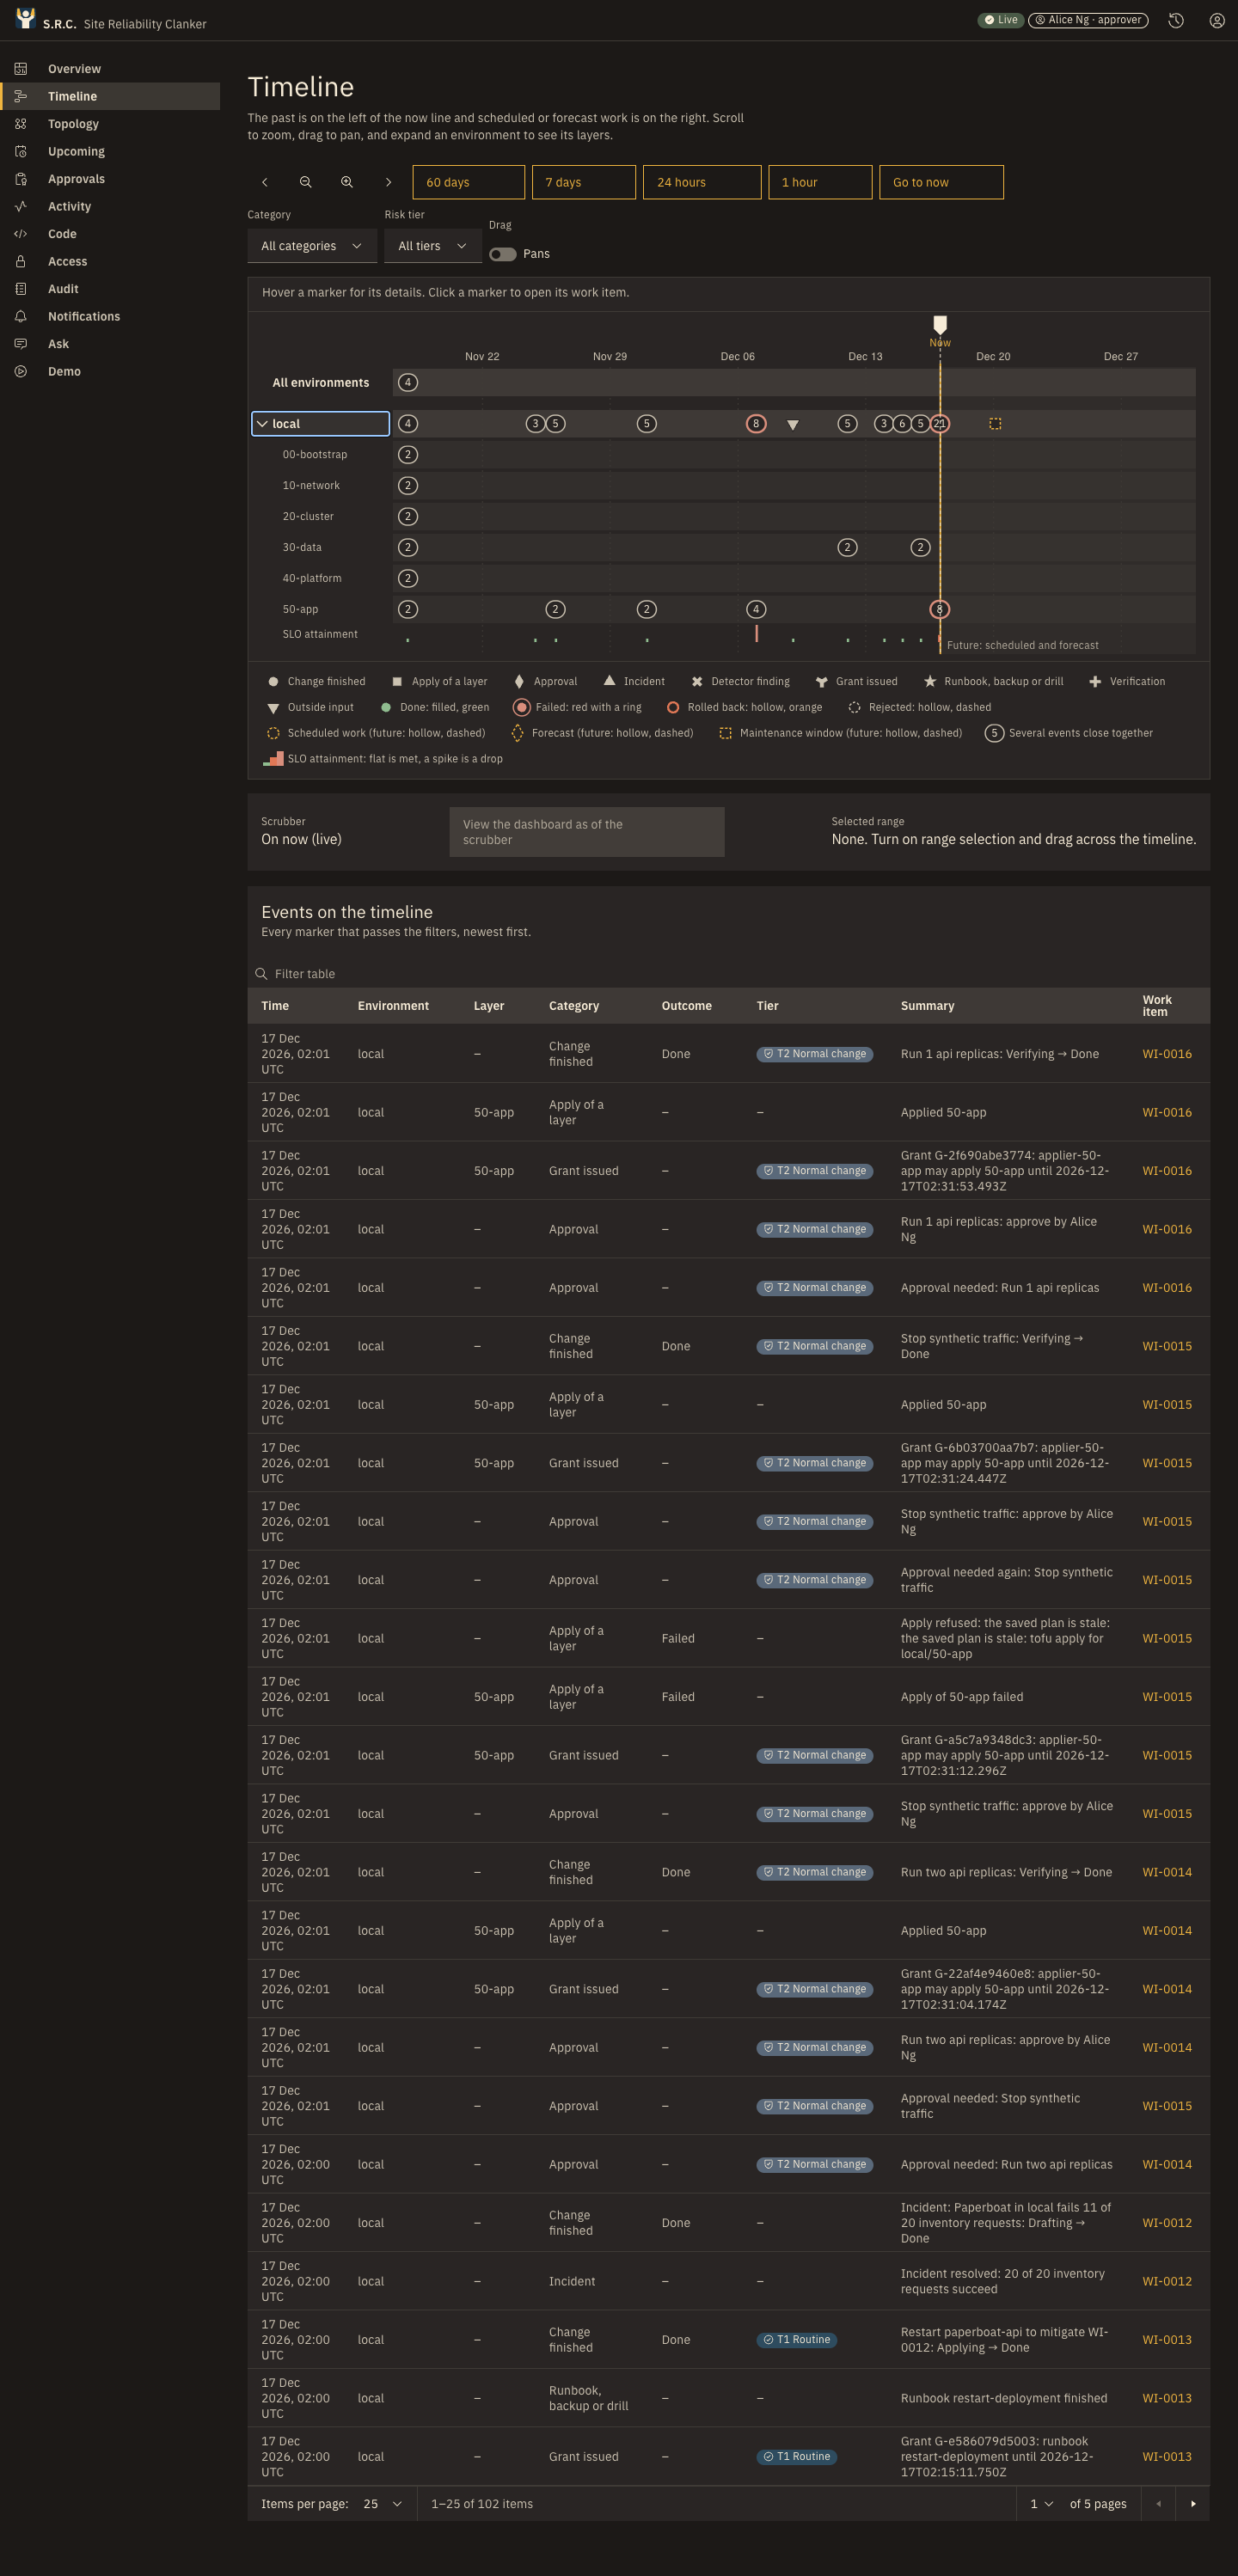 S.R.C. Site Reliability Clanker
Live
Alice Ng · approver
Overview
Timeline
Topology
Upcoming
Approvals
Activity
Code
Access
Audit
Notifications
Ask
Demo
Timeline
The past is on the left of the now line and scheduled or forecast work is on the right. Scroll
to zoom, drag to pan, and expand an environment to see its layers.
60 days
7 days
24 hours
1 hour
Go to now
Category
Risk tier
Drag
All categories
All tiers
Pans
Hover a marker for its details. Click a marker to open its work item.
Now
Nov 22 Nov 29 Dec 06 Dec 13 Dec 20 Dec 27
All environments 4
local 4 3 5 5 8 5 3 6 5 21
00-bootstrap 2
10-network 2
20-cluster 2
30-data 2 2 2
40-platform 2
50-app 2 2 2 4 8
SLO attainment
Future: scheduled and forecast
Change finished Apply of a layer Approval Incident Detector finding Grant issued Runbook, backup or drill Verification
Outside input Done: filled, green Failed: red with a ring Rolled back: hollow, orange Rejected: hollow, dashed
Scheduled work (future: hollow, dashed) Forecast (future: hollow, dashed) Maintenance window (future: hollow, dashed) 5 Several events close together
SLO attainment: flat is met, a spike is a drop
Scrubber
On now (live)
View the dashboard as of the
scrubber
Selected range
None. Turn on range selection and drag across the timeline.
Events on the timeline
Every marker that passes the filters, newest first.
Filter table
Time Environment Layer Category Outcome Tier Summary Work
item
17 Dec
2026, 02:01
UTC
local – Change
finished
Done T2 Normal change Run 1 api replicas: Verifying → Done WI-0016
17 Dec
2026, 02:01
UTC
local 50-app Apply of a
layer
– – Applied 50-app WI-0016
17 Dec
2026, 02:01
UTC
local 50-app Grant issued – T2 Normal change Grant G-2f690abe3774: applier-50-
app may apply 50-app until 2026-12-
17T02:31:53.493Z
WI-0016
17 Dec
2026, 02:01
UTC
local – Approval – T2 Normal change Run 1 api replicas: approve by Alice
Ng
WI-0016
17 Dec
2026, 02:01
UTC
local – Approval – T2 Normal change Approval needed: Run 1 api replicas WI-0016
17 Dec
2026, 02:01
UTC
local – Change
finished
Done T2 Normal change Stop synthetic traffic: Verifying →
Done
WI-0015
17 Dec
2026, 02:01
UTC
local 50-app Apply of a
layer
– – Applied 50-app WI-0015
17 Dec
2026, 02:01
UTC
local 50-app Grant issued – T2 Normal change Grant G-6b03700aa7b7: applier-50-
app may apply 50-app until 2026-12-
17T02:31:24.447Z
WI-0015
17 Dec
2026, 02:01
UTC
local – Approval – T2 Normal change Stop synthetic traffic: approve by Alice
Ng
WI-0015
17 Dec
2026, 02:01
UTC
local – Approval – T2 Normal change Approval needed again: Stop synthetic
traffic
WI-0015
17 Dec
2026, 02:01
UTC
local – Apply of a
layer
Failed – Apply refused: the saved plan is stale:
the saved plan is stale: tofu apply for
local/50-app
WI-0015
17 Dec
2026, 02:01
UTC
local 50-app Apply of a
layer
Failed – Apply of 50-app failed WI-0015
17 Dec
2026, 02:01
UTC
local 50-app Grant issued – T2 Normal change Grant G-a5c7a9348dc3: applier-50-
app may apply 50-app until 2026-12-
17T02:31:12.296Z
WI-0015
17 Dec
2026, 02:01
UTC
local – Approval – T2 Normal change Stop synthetic traffic: approve by Alice
Ng
WI-0015
17 Dec
2026, 02:01
UTC
local – Change
finished
Done T2 Normal change Run two api replicas: Verifying → Done WI-0014
17 Dec
2026, 02:01
UTC
local 50-app Apply of a
layer
– – Applied 50-app WI-0014
17 Dec
2026, 02:01
UTC
local 50-app Grant issued – T2 Normal change Grant G-22af4e9460e8: applier-50-
app may apply 50-app until 2026-12-
17T02:31:04.174Z
WI-0014
17 Dec
2026, 02:01
UTC
local – Approval – T2 Normal change Run two api replicas: approve by Alice
Ng
WI-0014
17 Dec
2026, 02:01
UTC
local – Approval – T2 Normal change Approval needed: Stop synthetic
traffic
WI-0015
17 Dec
2026, 02:00
UTC
local – Approval – T2 Normal change Approval needed: Run two api replicas WI-0014
17 Dec
2026, 02:00
UTC
local – Change
finished
Done – Incident: Paperboat in local fails 11 of
20 inventory requests: Drafting →
Done
WI-0012
17 Dec
2026, 02:00
UTC
local – Incident – – Incident resolved: 20 of 20 inventory
requests succeed
WI-0012
17 Dec
2026, 02:00
UTC
local – Change
finished
Done T1 Routine Restart paperboat-api to mitigate WI-
0012: Applying → Done
WI-0013
17 Dec
2026, 02:00
UTC
local – Runbook,
backup or drill
– – Runbook restart-deployment finished WI-0013
17 Dec
2026, 02:00
UTC
local – Grant issued – T1 Routine Grant G-e586079d5003: runbook
restart-deployment until 2026-12-
17T02:15:11.750Z
WI-0013
Items per page: 25 1–25 of 102 items 1 of 5 pages